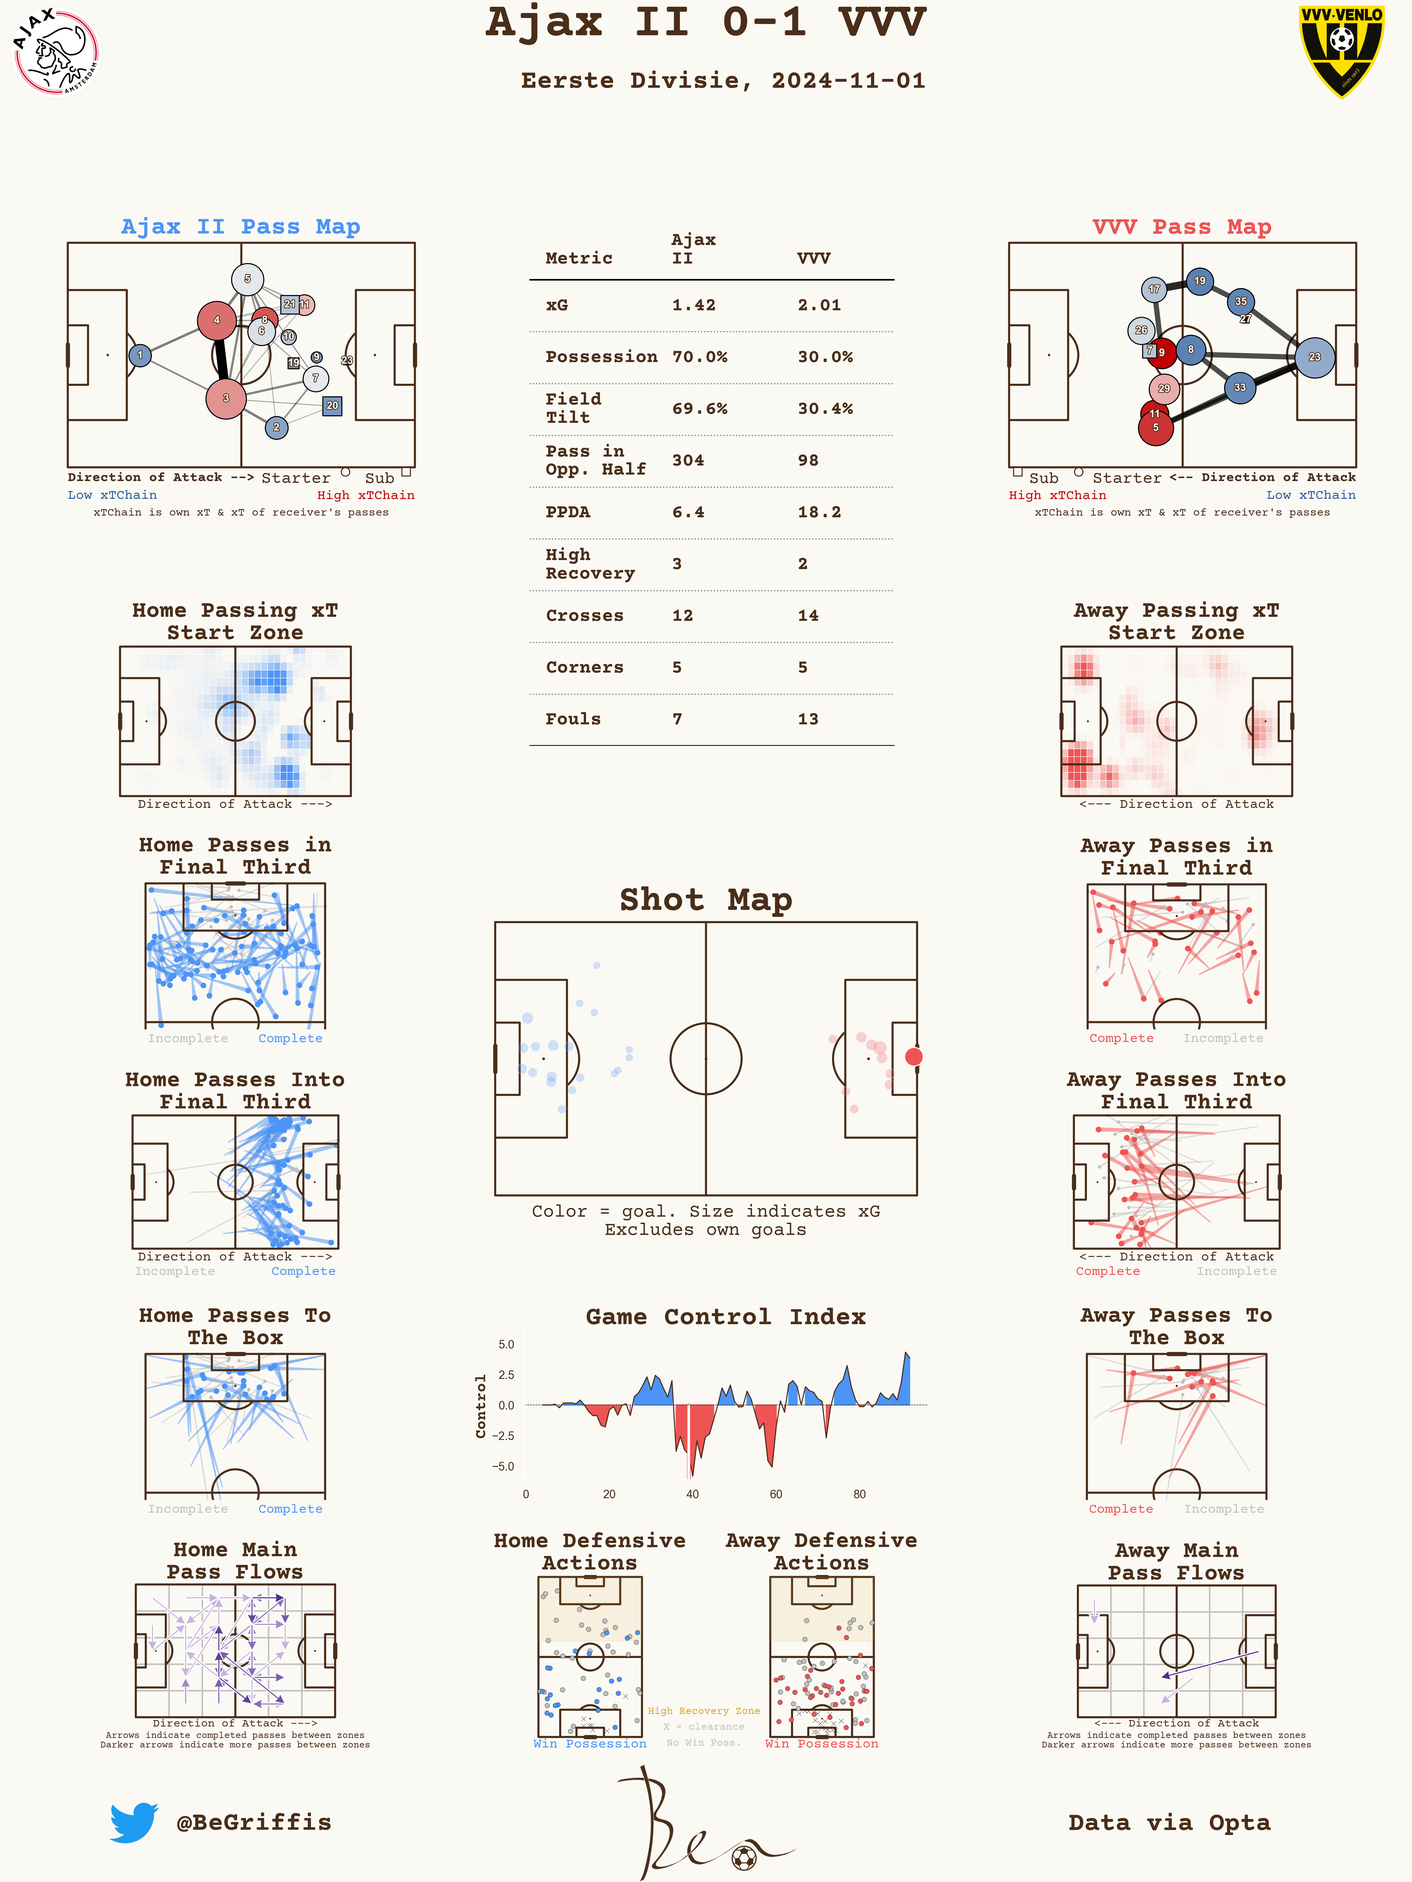 Ajax II 0-1 VVV
Eerste Divisie, 2024-11-01
AJAX
AMSTERDAM
VVV-VENLO
Ajax II Pass Map
5
21
11
4
8
6
10
1
19
9
23
7
3
20
2
Direction of Attack --> Starter Sub
Low xTChain High xTChain
xTChain is own xT & xT of receiver's passes
Metric Ajax II VVV
xG 1.42 2.01
Possession 70.0% 30.0%
Field Tilt 69.6% 30.4%
Pass in Opp. Half 304 98
PPDA 6.4 18.2
High Recovery 3 2
Crosses 12 14
Corners 5 5
Fouls 7 13
VVV Pass Map
17
19
35
27
26
7
9
8
23
29
33
11
5
Sub Starter <-- Direction of Attack
High xTChain Low xTChain
xTChain is own xT & xT of receiver's passes
Home Passing xT
Start Zone
Direction of Attack --->
Away Passing xT
Start Zone
<--- Direction of Attack
Home Passes in
Final Third
Incomplete Complete
Away Passes in
Final Third
Complete Incomplete
Shot Map
Color = goal. Size indicates xG
Excludes own goals
Home Passes Into
Final Third
Direction of Attack --->
Incomplete Complete
Away Passes Into
Final Third
<--- Direction of Attack
Complete Incomplete
Home Passes To
The Box
Incomplete Complete
Game Control Index
Control
5.0
2.5
0.0
−2.5
−5.0
0 20 40 60 80
Away Passes To
The Box
Complete Incomplete
Home Main
Pass Flows
Direction of Attack --->
Arrows indicate completed passes between zones
Darker arrows indicate more passes between zones
Home Defensive
Actions
Win Possession
High Recovery Zone
X = clearance
No Win Poss.
Away Defensive
Actions
Win Possession
Away Main
Pass Flows
<--- Direction of Attack
Arrows indicate completed passes between zones
Darker arrows indicate more passes between zones
@BeGriffis
Ben
Data via Opta